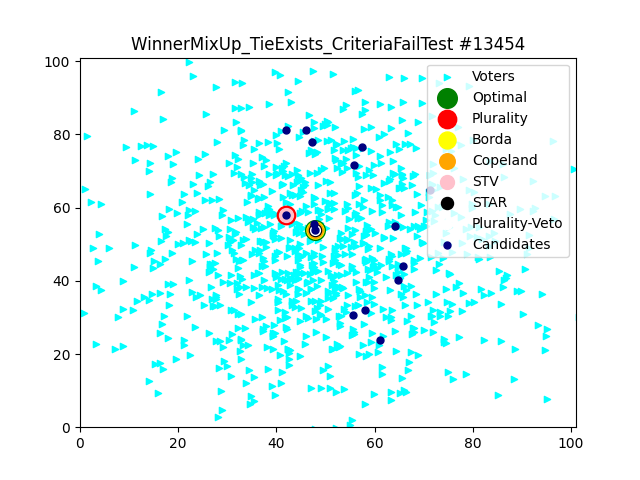 WinnerMixUp_TieExists_CriteriaFailTest #13454
100
80
60
40
20
0
0 20 40 60 80 100
Voters
Optimal
Plurality
Borda
Copeland
STV
STAR
Plurality-Veto
Candidates